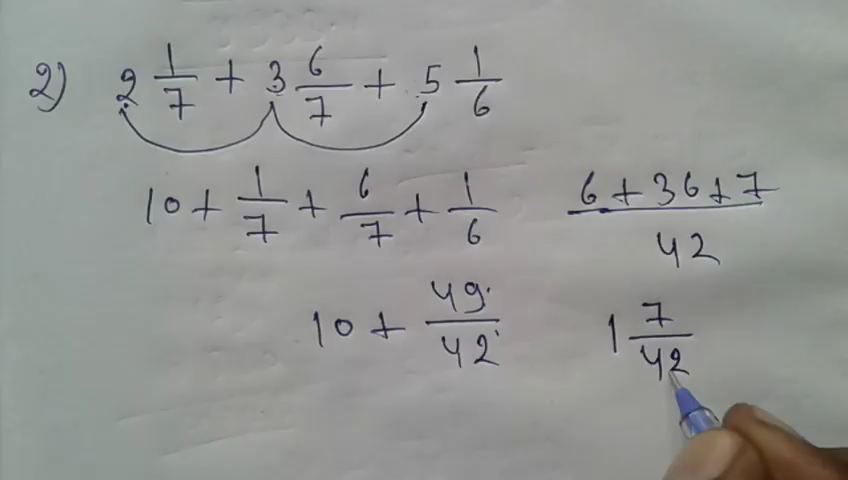 2) 2 1/7 + 3 6/7 + 5 1/6
10 + 1/7 + 6/7 + 1/6
6 + 36 + 7 / 42
10 + 49/42
1 7/42